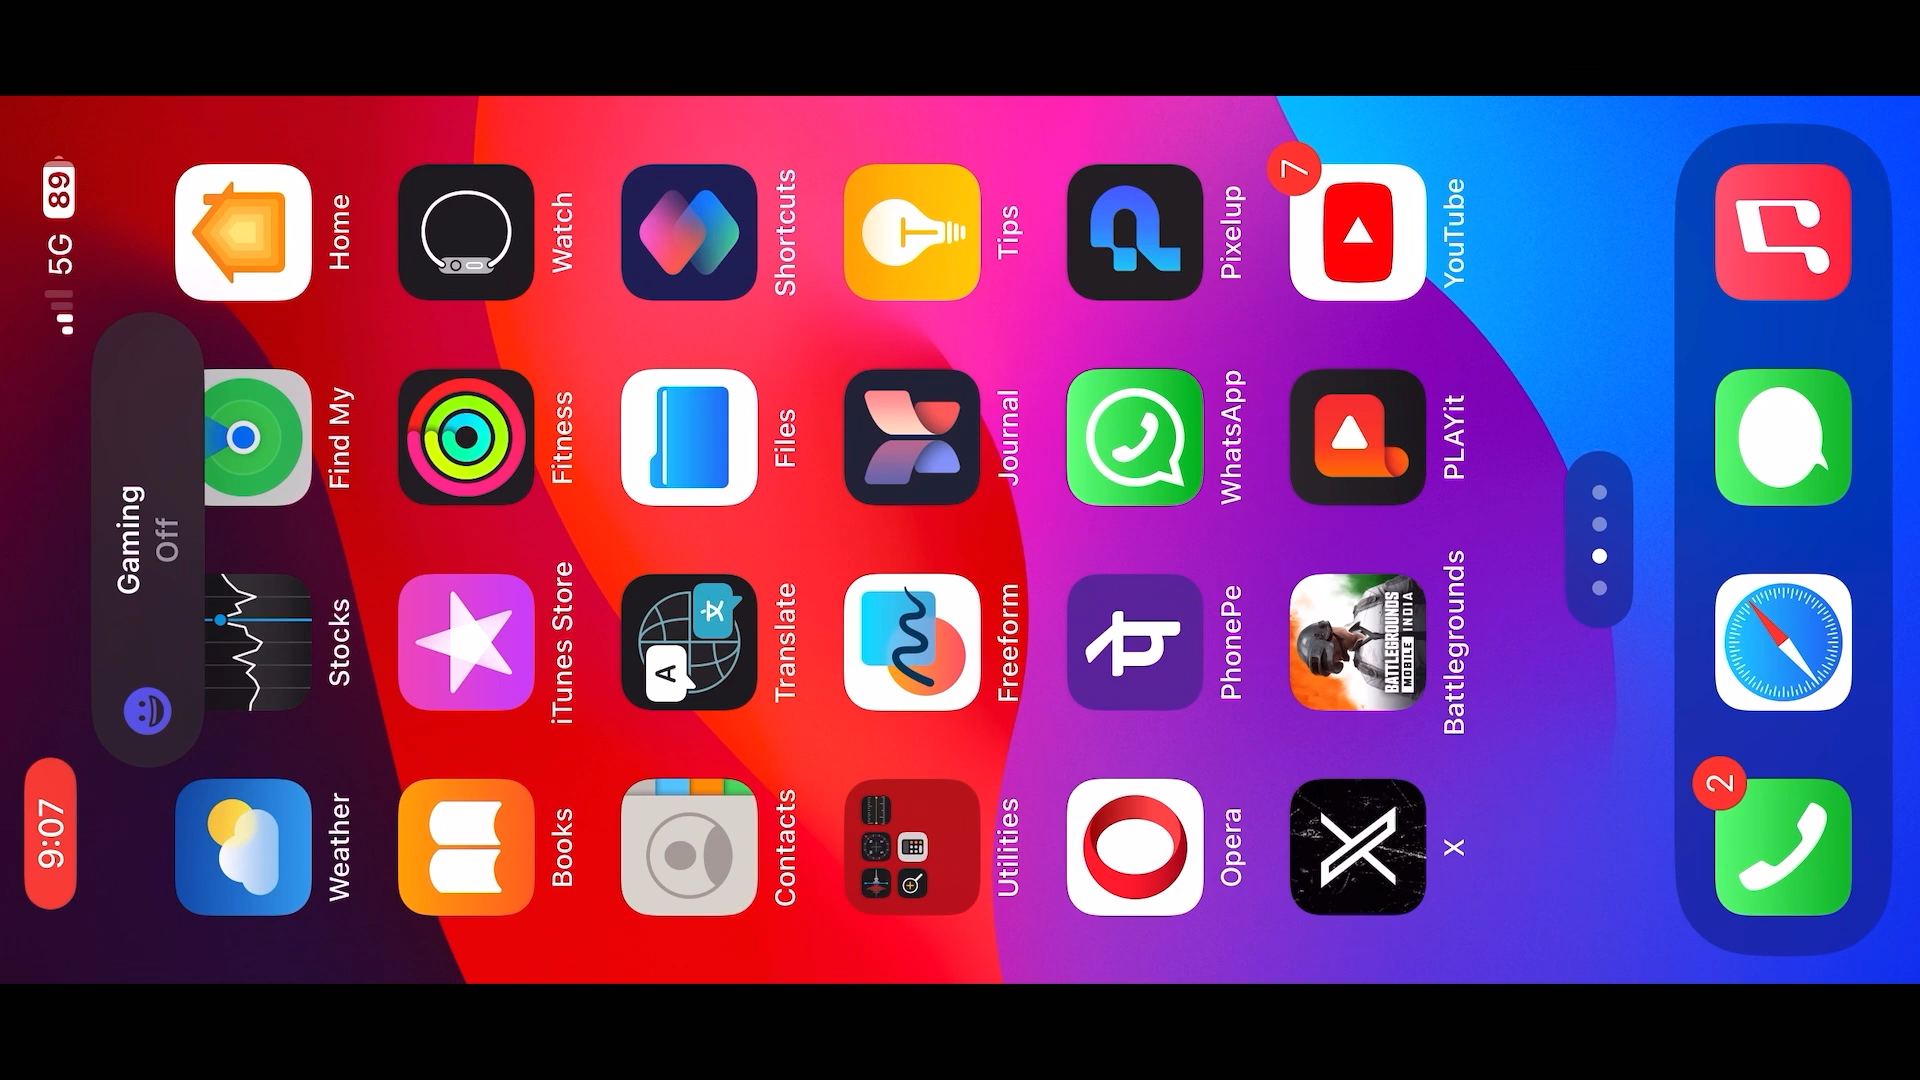 9:07
5G 89
Gaming
Off
Weather Stocks Find My Home
Books iTunes Store Fitness Watch
A 文
Contacts Translate Files Shortcuts
Utilities Freeform Journal Tips
Opera PhonePe WhatsApp Pixelup
BATTLEGROUNDS
MOBILE INDIA
7
X Battlegrounds PLAYit YouTube
2